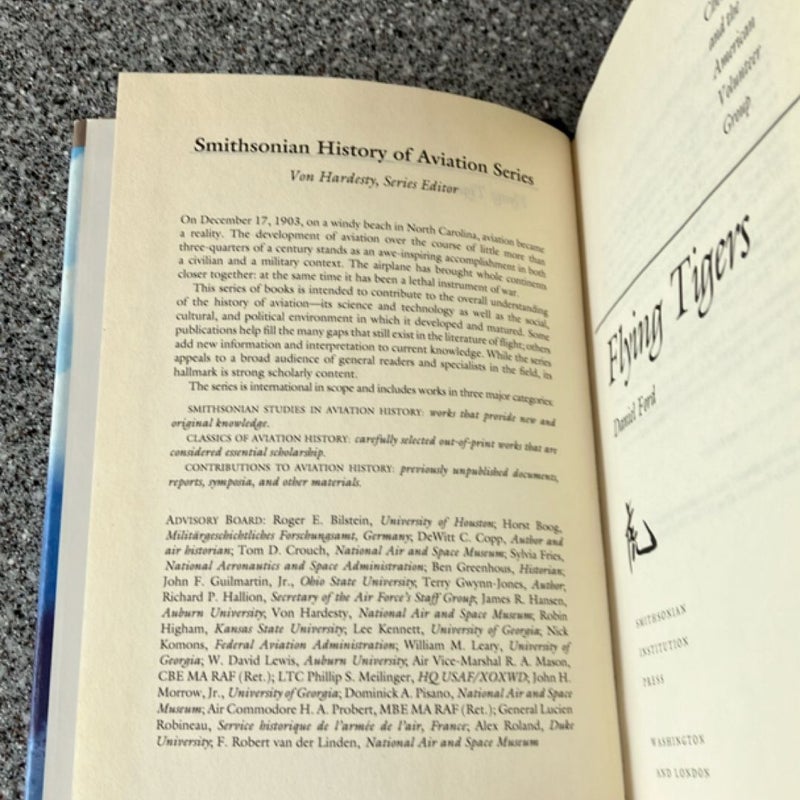 Smithsonian History of Aviation Series
Von Hardesty, Series Editor
On December 17, 1903, on a windy beach in North Carolina, aviation became
a reality. The development of aviation over the course of little more than
three-quarters of a century stands as an awe-inspiring accomplishment in both
a civilian and a military context. The airplane has brought whole continents
closer together: at the same time it has been a lethal instrument of war.
This series of books is intended to contribute to the overall understanding
of the history of aviation—its science and technology as well as the social,
cultural, and political environment in which it developed and matured. Some
publications help fill the many gaps that still exist in the literature of flight; others
add new information and interpretation to current knowledge. While the series
appeals to a broad audience of general readers and specialists in the field, its
hallmark is strong scholarly content.
The series is international in scope and includes works in three major categories:
SMITHSONIAN STUDIES IN AVIATION HISTORY: works that provide new and
original knowledge.
CLASSICS OF AVIATION HISTORY: carefully selected out-of-print works that are
considered essential scholarship.
CONTRIBUTIONS TO AVIATION HISTORY: previously unpublished documents,
reports, symposia, and other materials.
ADVISORY BOARD: Roger E. Bilstein, University of Houston; Horst Boog,
Militärgeschichtliches Forschungsamt, Germany; DeWitt C. Copp, Author and
air historian; Tom D. Crouch, National Air and Space Museum; Sylvia Fries,
National Aeronautics and Space Administration; Ben Greenhous, Historian;
John F. Guilmartin, Jr., Ohio State University; Terry Gwynn-Jones, Author;
Richard P. Hallion, Secretary of the Air Force's Staff Group; James R. Hansen,
Auburn University; Von Hardesty, National Air and Space Museum; Robin
Higham, Kansas State University; Lee Kennett, University of Georgia; Nick
Komons, Federal Aviation Administration; William M. Leary, University of
Georgia; W. David Lewis, Auburn University; Air Vice-Marshal R. A. Mason,
CBE MA RAF (Ret.); LTC Phillip S. Meilinger, HQ USAF/XOXWD; John H.
Morrow, Jr., University of Georgia; Dominick A. Pisano, National Air and Space
Museum; Air Commodore H. A. Probert, MBE MA RAF (Ret.); General Lucien
Robineau, Service historique de l'armée de l'air, France; Alex Roland, Duke
University; F. Robert van der Linden, National Air and Space Museum
and the
American
Volunteer
Group
Flying Tigers
Daniel Ford
虎
SMITHSONIAN
INSTITUTION
PRESS
WASHINGTON
AND LONDON